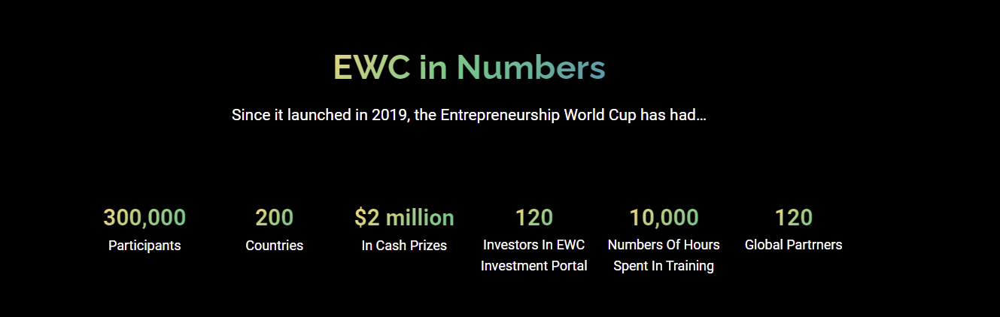 EWC in Numbers
Since it launched in 2019, the Entrepreneurship World Cup has had...
300,000
Participants
200
Countries
$2 million
In Cash Prizes
120
Investors In EWC
Investment Portal
10,000
Numbers Of Hours
Spent In Training
120
Global Partrners